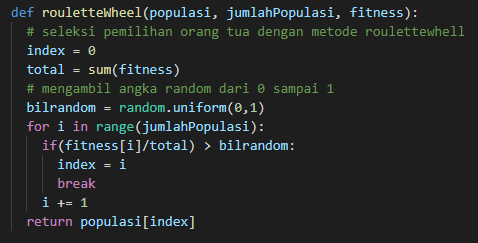 def rouletteWheel(populasi, jumlahPopulasi, fitness):
  # seleksi pemilihan orang tua dengan metode roulettewhell
  index = 0
  total = sum(fitness)
  # mengambil angka random dari 0 sampai 1
  bilrandom = random.uniform(0,1)
  for i in range(jumlahPopulasi):
    if(fitness[i]/total) > bilrandom:
      index = i
      break
    i += 1
  return populasi[index]